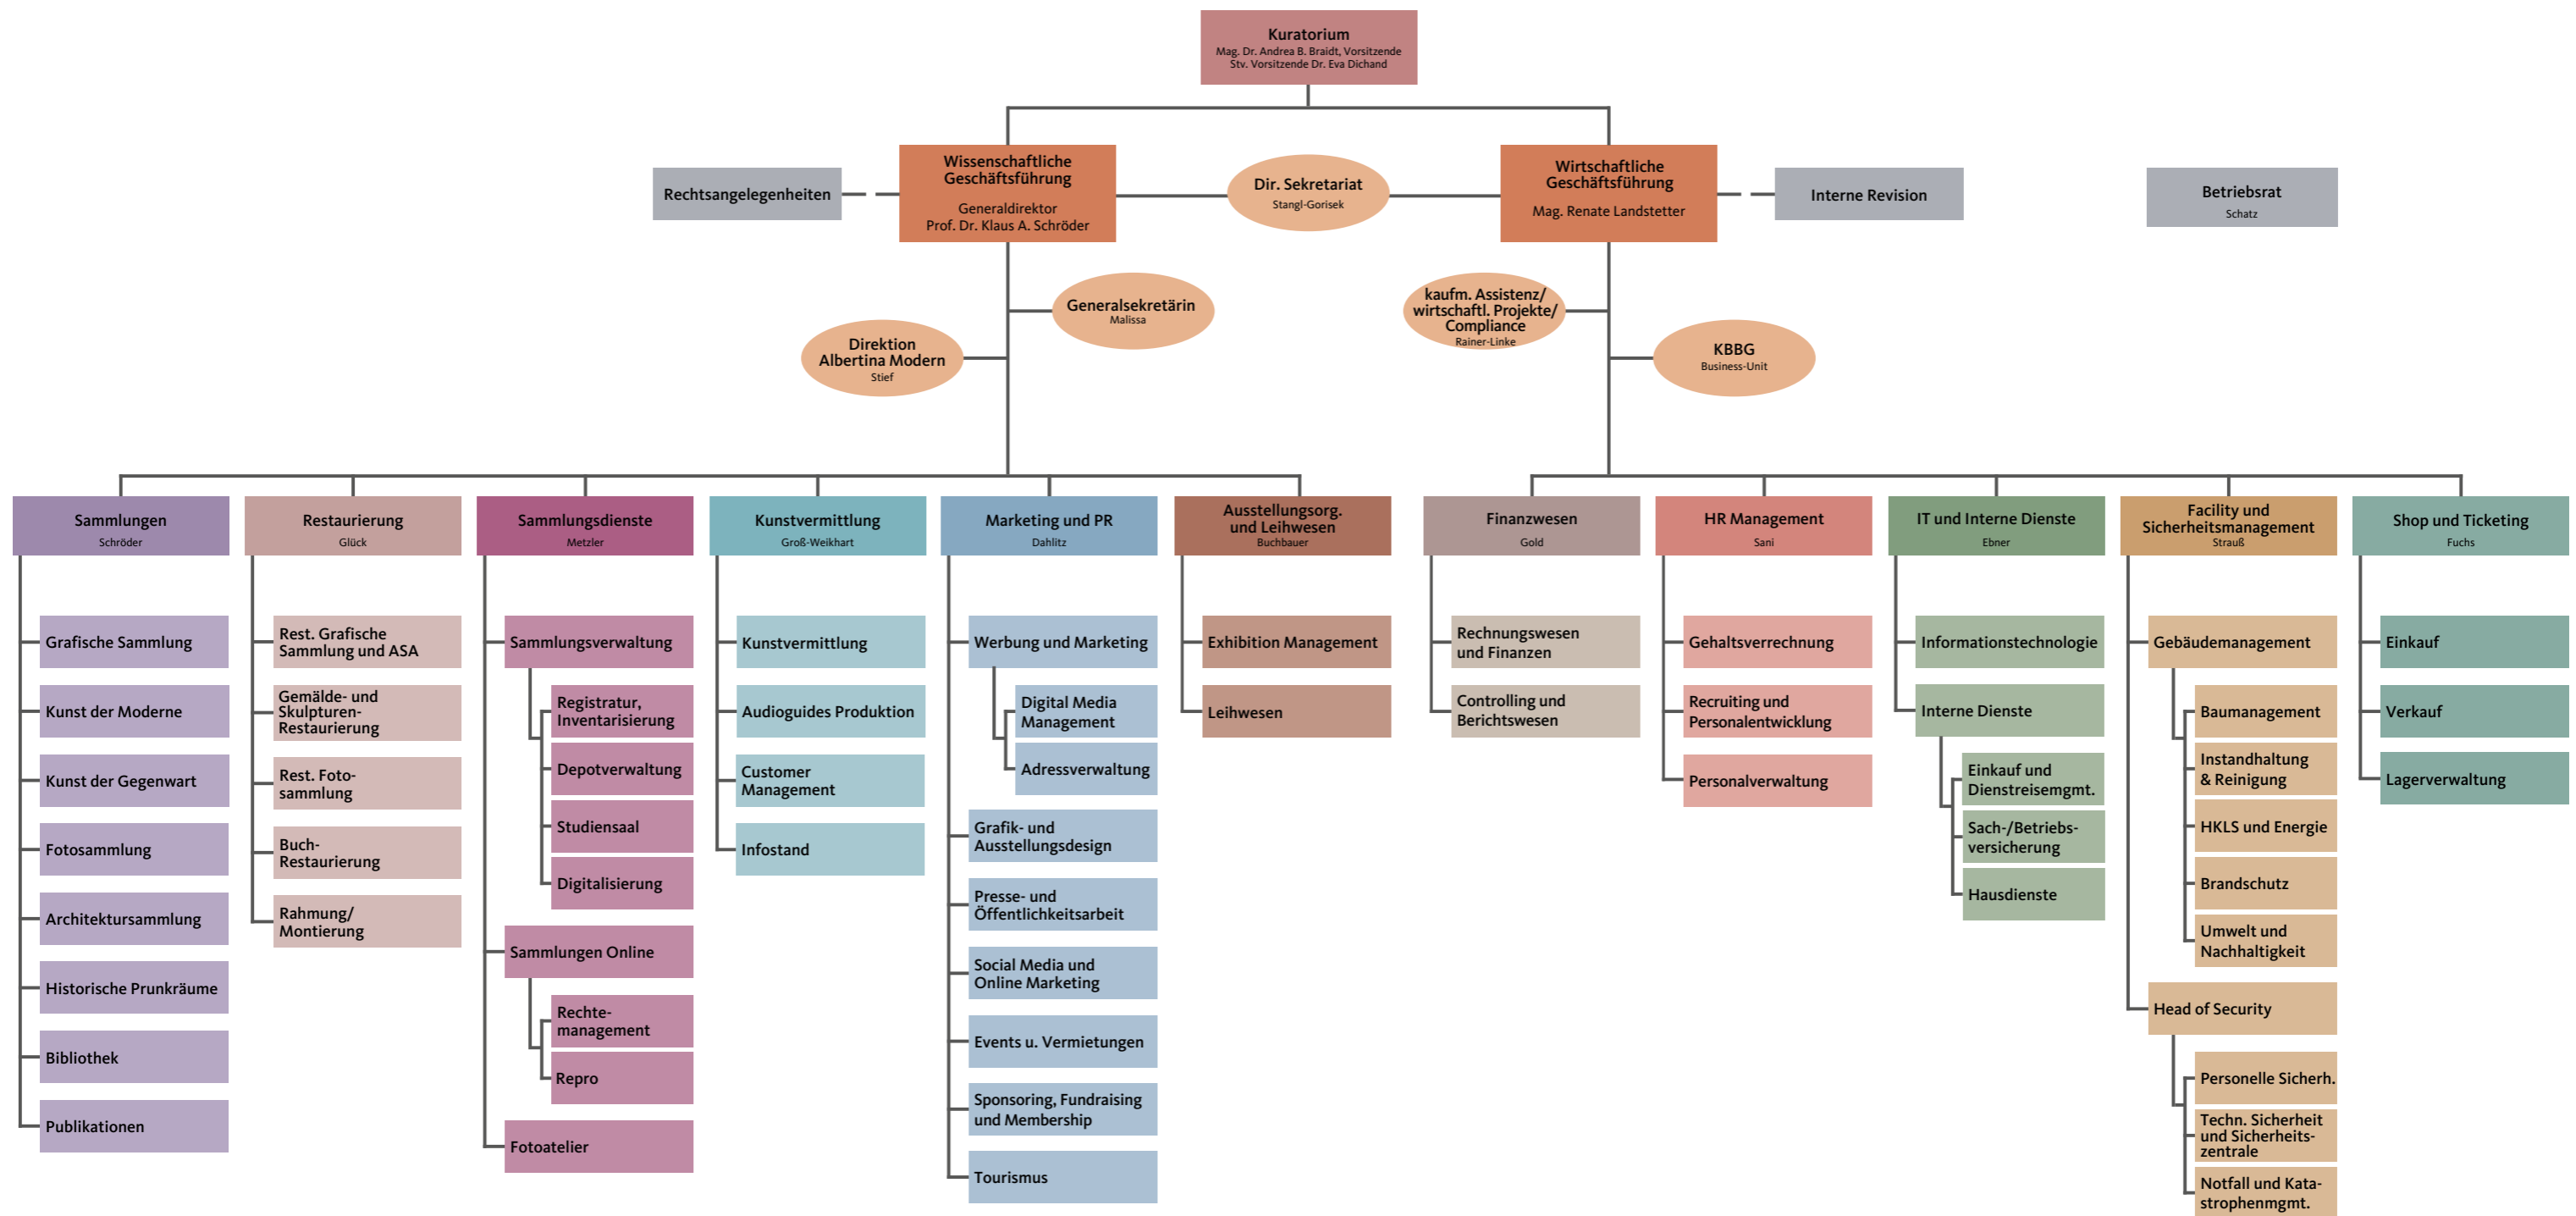 Kuratorium
Mag. Dr. Andrea B. Braidt, Vorsitzende
Stv. Vorsitzende Dr. Eva Dichand
Rechtsangelegenheiten
Wissenschaftliche
Geschäftsführung
Generaldirektor
Prof. Dr. Klaus A. Schröder
Dir. Sekretariat
Stangl-Gorisek
Wirtschaftliche
Geschäftsführung
Mag. Renate Landstetter
Interne Revision
Betriebsrat
Schatz
Generalsekretärin
Malissa
Direktion
Albertina Modern
Stief
kaufm. Assistenz/
wirtschaftl. Projekte/
Compliance
Rainer-Linke
KBBG
Business-Unit
Sammlungen
Schröder
Grafische Sammlung
Kunst der Moderne
Kunst der Gegenwart
Fotosammlung
Architektursammlung
Historische Prunkräume
Bibliothek
Publikationen
Restaurierung
Glück
Rest. Grafische
Sammlung und ASA
Gemälde- und
Skulpturen-
Restaurierung
Rest. Foto-
sammlung
Buch-
Restaurierung
Rahmung/
Montierung
Sammlungsdienste
Metzler
Sammlungsverwaltung
Registratur,
Inventarisierung
Depotverwaltung
Studiensaal
Digitalisierung
Sammlungen Online
Rechte-
management
Repro
Fotoatelier
Kunstvermittlung
Groß-Weikhart
Kunstvermittlung
Audioguides Produktion
Customer
Management
Infostand
Marketing und PR
Dahlitz
Werbung und Marketing
Digital Media
Management
Adressverwaltung
Grafik- und
Ausstellungsdesign
Presse- und
Öffentlichkeitsarbeit
Social Media und
Online Marketing
Events u. Vermietungen
Sponsoring, Fundraising
und Membership
Tourismus
Ausstellungsorg.
und Leihwesen
Buchbauer
Exhibition Management
Leihwesen
Finanzwesen
Gold
Rechnungswesen
und Finanzen
Controlling und
Berichtswesen
HR Management
Sani
Gehaltsverrechnung
Recruiting und
Personalentwicklung
Personalverwaltung
IT und Interne Dienste
Ebner
Informationstechnologie
Interne Dienste
Einkauf und
Dienstreisemgmt.
Sach-/Betriebs-
versicherung
Hausdienste
Facility und
Sicherheitsmanagement
Strauß
Gebäudemanagement
Baumanagement
Instandhaltung
& Reinigung
HKLS und Energie
Brandschutz
Umwelt und
Nachhaltigkeit
Head of Security
Personelle Sicherh.
Techn. Sicherheit
und Sicherheits-
zentrale
Notfall und Kata-
strophenmgmt.
Shop und Ticketing
Fuchs
Einkauf
Verkauf
Lagerverwaltung